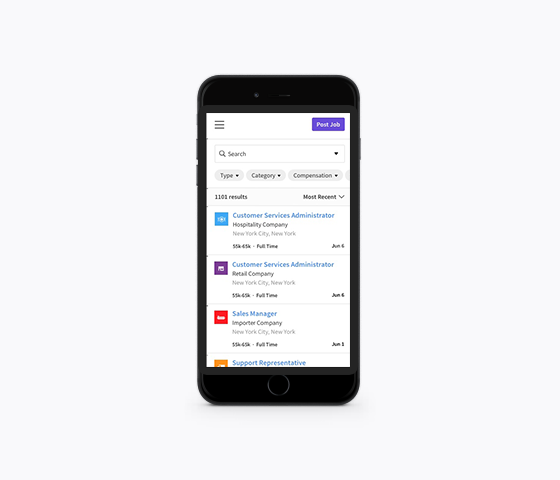 Post Job
Search
Type
Category
Compensation
1101 results
Most Recent
Customer Services Administrator
Hospitality Company
New York City, New York
55k-65k · Full Time
Jun 6
Customer Services Administrator
Retail Company
New York City, New York
55k-65k · Full Time
Jun 6
Sales Manager
Importer Company
New York City, New York
55k-65k · Full Time
Jun 1
Support Representative